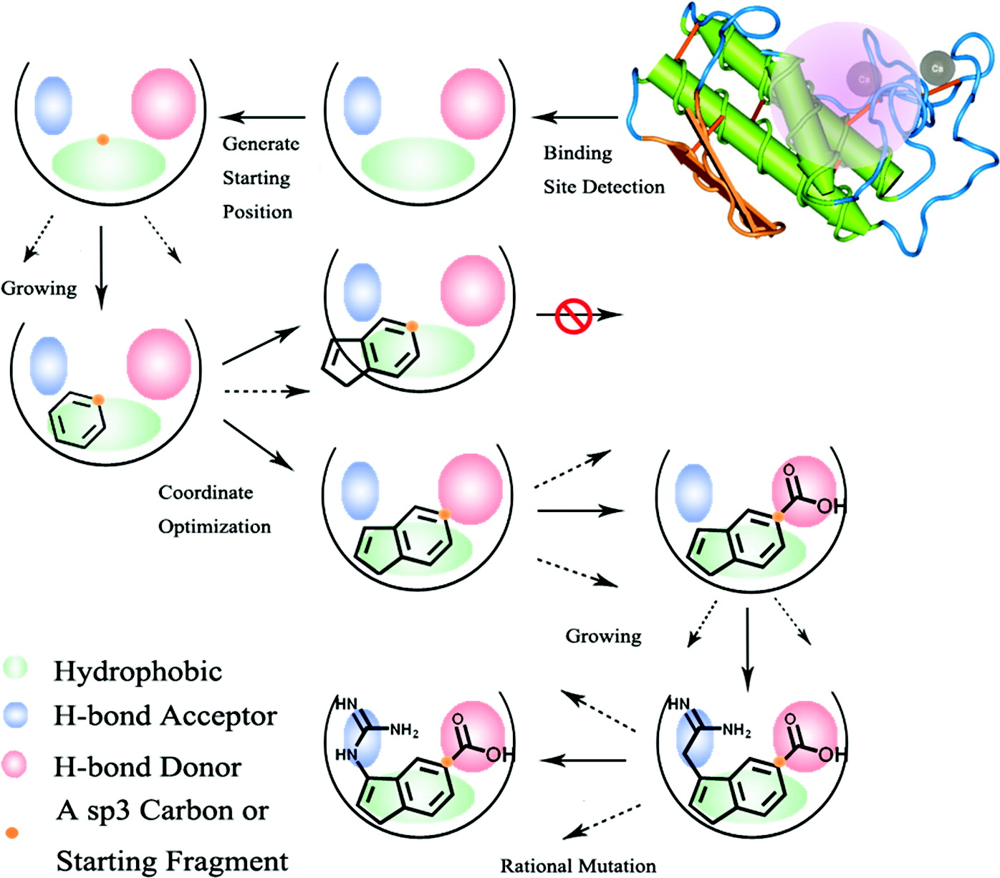 Ca
Ca
Generate
Starting
Position
Binding
Site Detection
Growing
Coordinate
Optimization
O
OH
Growing
Hydrophobic
H-bond Acceptor
H-bond Donor
A sp3 Carbon or
Starting Fragment
HN
NH₂
HN
O
OH
HN
NH₂
O
OH
Rational Mutation